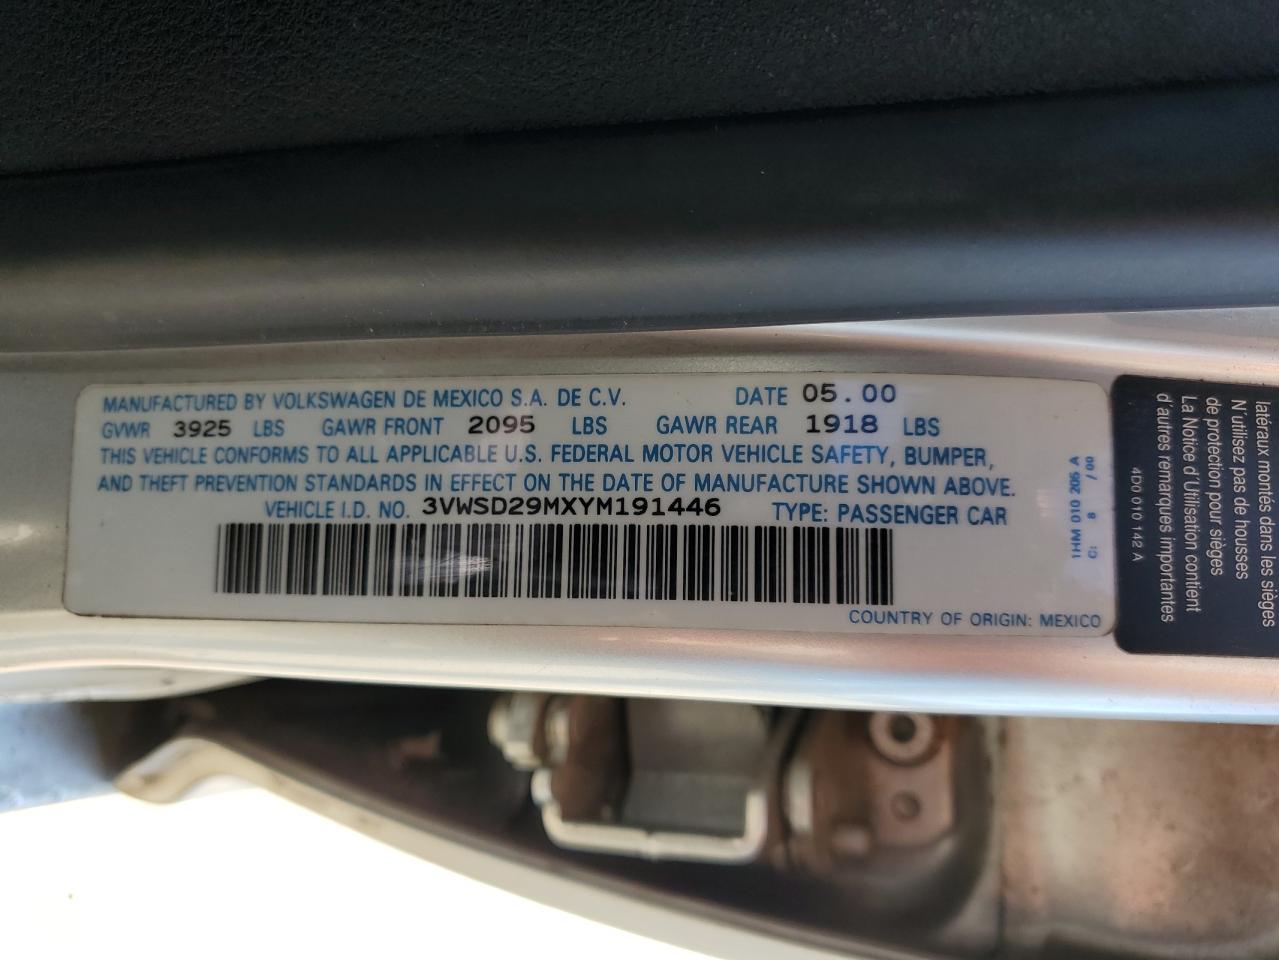 MANUFACTURED BY VOLKSWAGEN DE MEXICO S.A. DE C.V. DATE 05.00
GVWR 3925 LBS GAWR FRONT 2095 LBS GAWR REAR 1918 LBS
THIS VEHICLE CONFORMS TO ALL APPLICABLE U.S. FEDERAL MOTOR VEHICLE SAFETY, BUMPER,
AND THEFT PREVENTION STANDARDS IN EFFECT ON THE DATE OF MANUFACTURE SHOWN ABOVE.
VEHICLE I.D. NO. 3VWSD29MXYM191446 TYPE: PASSENGER CAR
COUNTRY OF ORIGIN: MEXICO
1HM 010 205 A
C: 8 / 00
latéraux montés dans les sièges
N'utilisez pas de housses
de protection pour sièges
La Notice d'Utilisation contient
d'autres remarques importantes
4D0 010 142 A